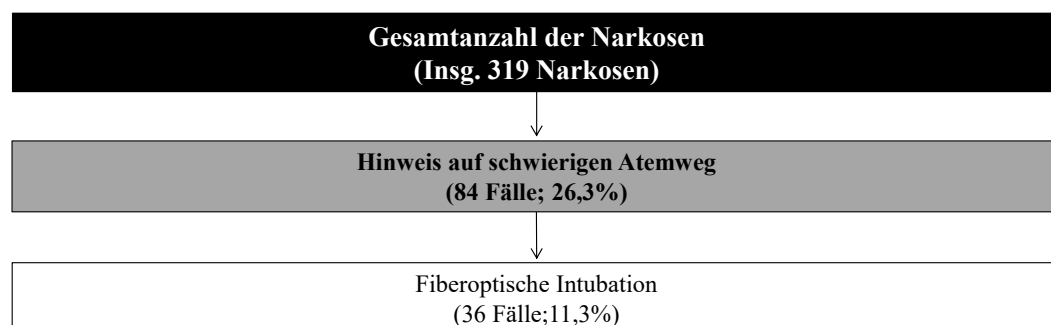 Gesamtanzahl der Narkosen
(Insg. 319 Narkosen)
Hinweis auf schwierigen Atemweg
(84 Fälle; 26,3%)
Fiberoptische Intubation
(36 Fälle;11,3%)